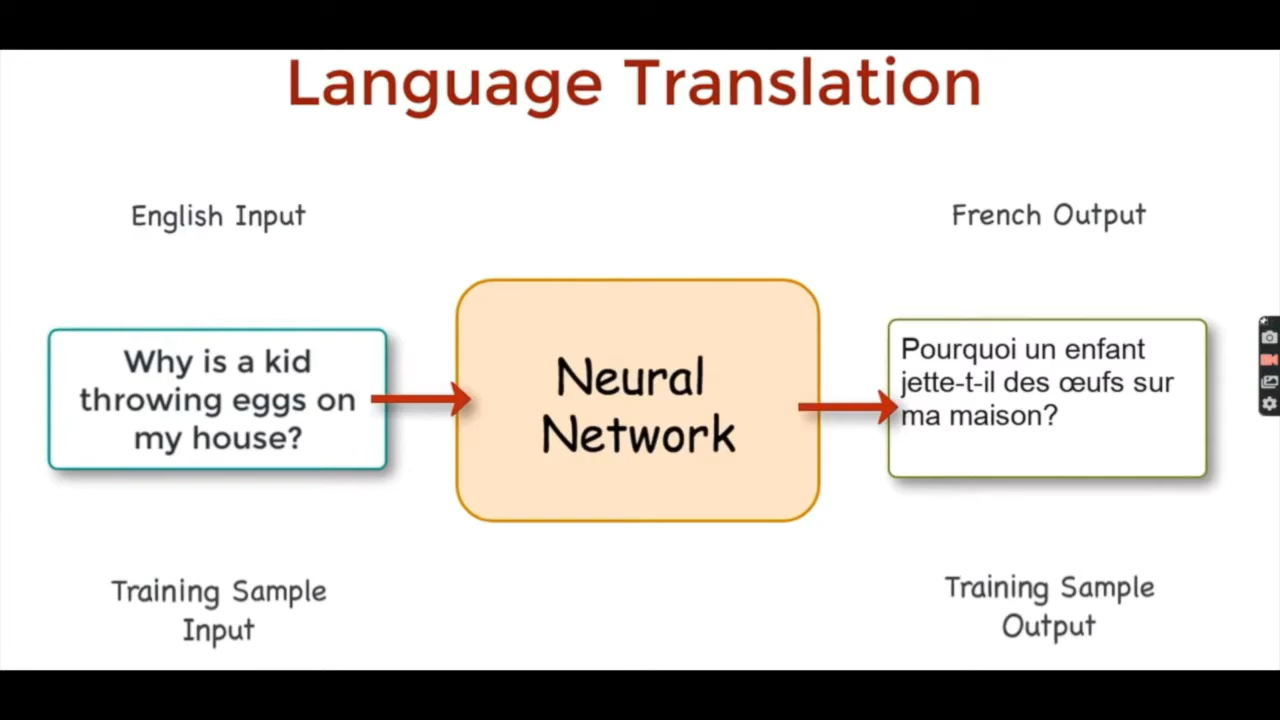 Language Translation
English Input
French Output
Why is a kid
throwing eggs on
my house?
Neural
Network
Pourquoi un enfant
jette-t-il des œufs sur
ma maison?
Training Sample
Input
Training Sample
Output